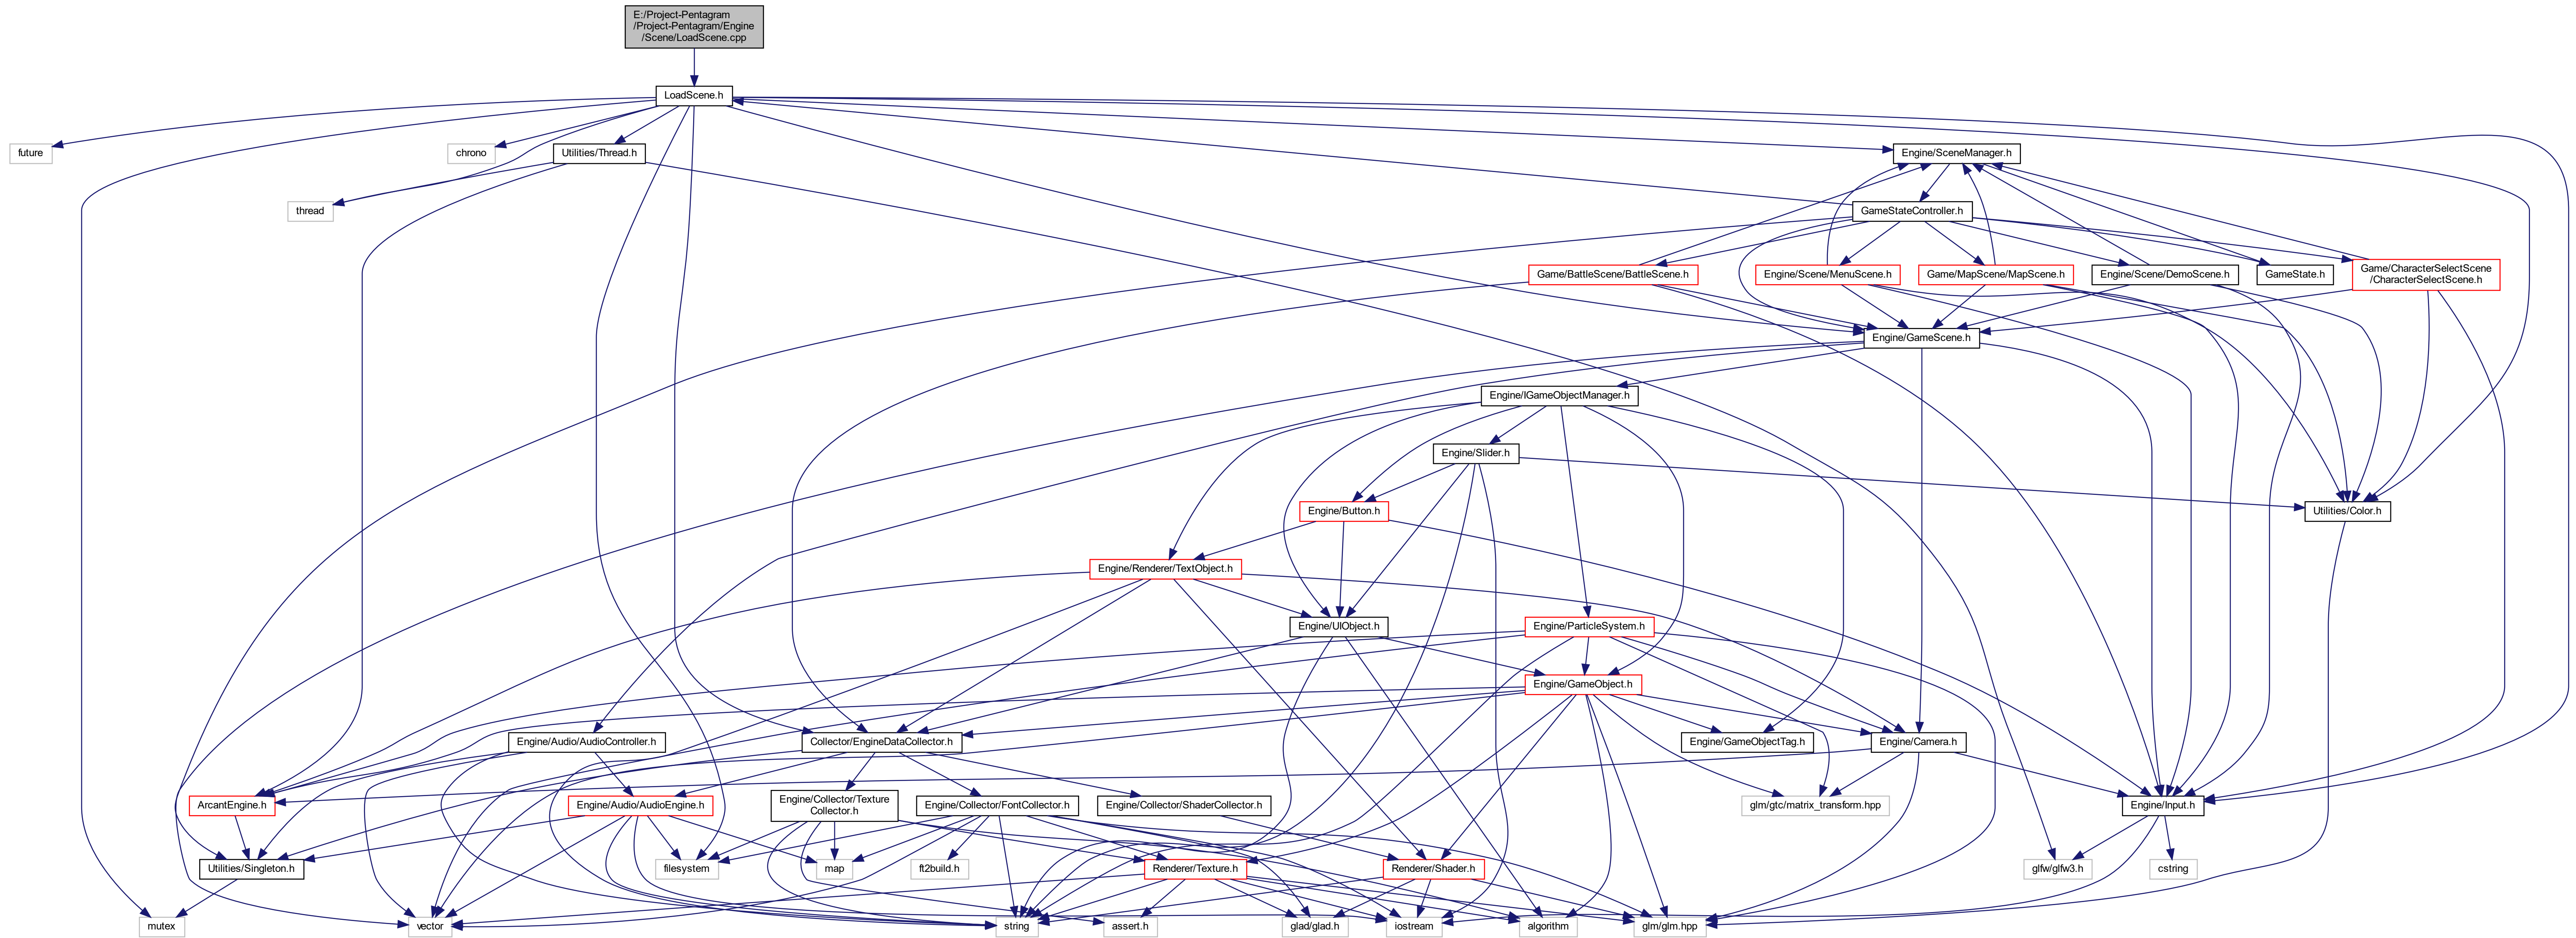 E:/Project-Pentagram
/Project-Pentagram/Engine
/Scene/LoadScene.cpp
LoadScene.h
future
chrono
Utilities/Thread.h
Engine/SceneManager.h
thread
GameStateController.h
Game/BattleScene/BattleScene.h
Engine/Scene/MenuScene.h
Game/MapScene/MapScene.h
Engine/Scene/DemoScene.h
GameState.h
Game/CharacterSelectScene
/CharacterSelectScene.h
Engine/GameScene.h
Engine/IGameObjectManager.h
Engine/Slider.h
Engine/Button.h
Utilities/Color.h
Engine/Renderer/TextObject.h
Engine/UIObject.h
Engine/ParticleSystem.h
Engine/GameObject.h
Engine/Audio/AudioController.h
Collector/EngineDataCollector.h
Engine/GameObjectTag.h
Engine/Camera.h
ArcantEngine.h
Engine/Audio/AudioEngine.h
Engine/Collector/Texture
Collector.h
Engine/Collector/FontCollector.h
Engine/Collector/ShaderCollector.h
glm/gtc/matrix_transform.hpp
Engine/Input.h
Utilities/Singleton.h
filesystem
map
ft2build.h
Renderer/Texture.h
Renderer/Shader.h
glfw/glfw3.h
cstring
mutex
vector
string
assert.h
glad/glad.h
iostream
algorithm
glm/glm.hpp